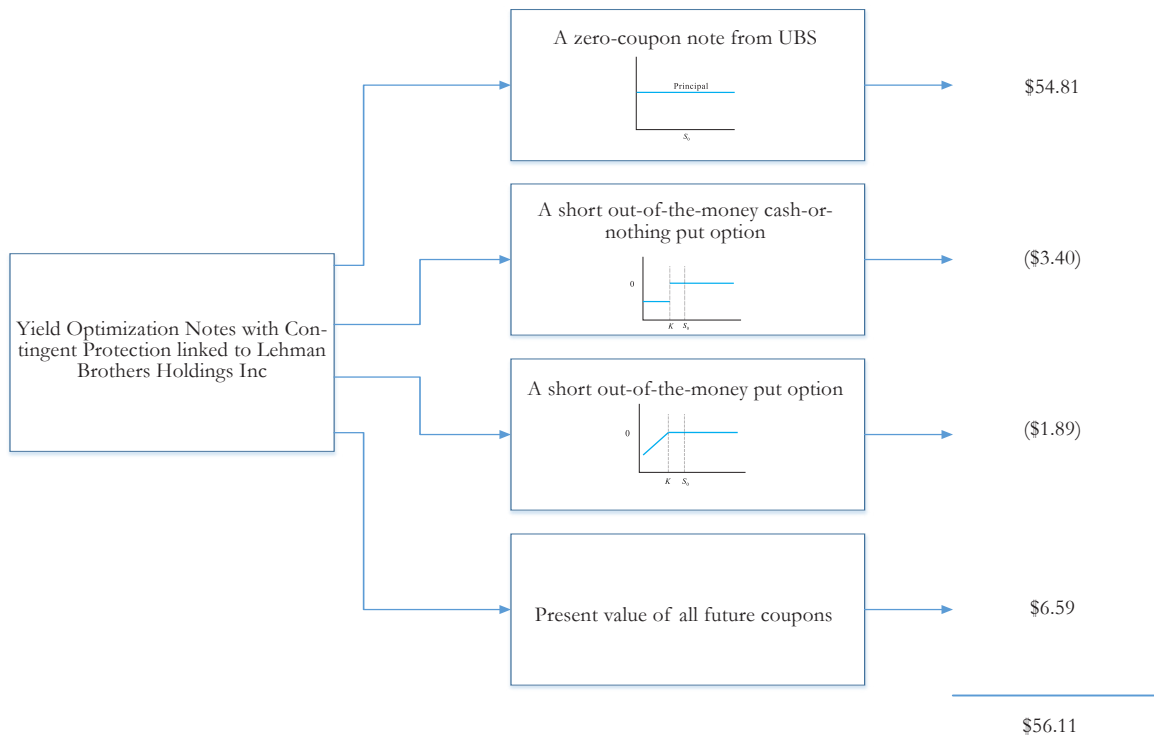 A zero-coupon note from UBS
Principal
S0
$54.81
A short out-of-the-money cash-or-
nothing put option
0
K S0
($3.40)
Yield Optimization Notes with Con-
tingent Protection linked to Lehman
Brothers Holdings Inc
A short out-of-the-money put option
0
K S0
($1.89)
Present value of all future coupons
$6.59
$56.11